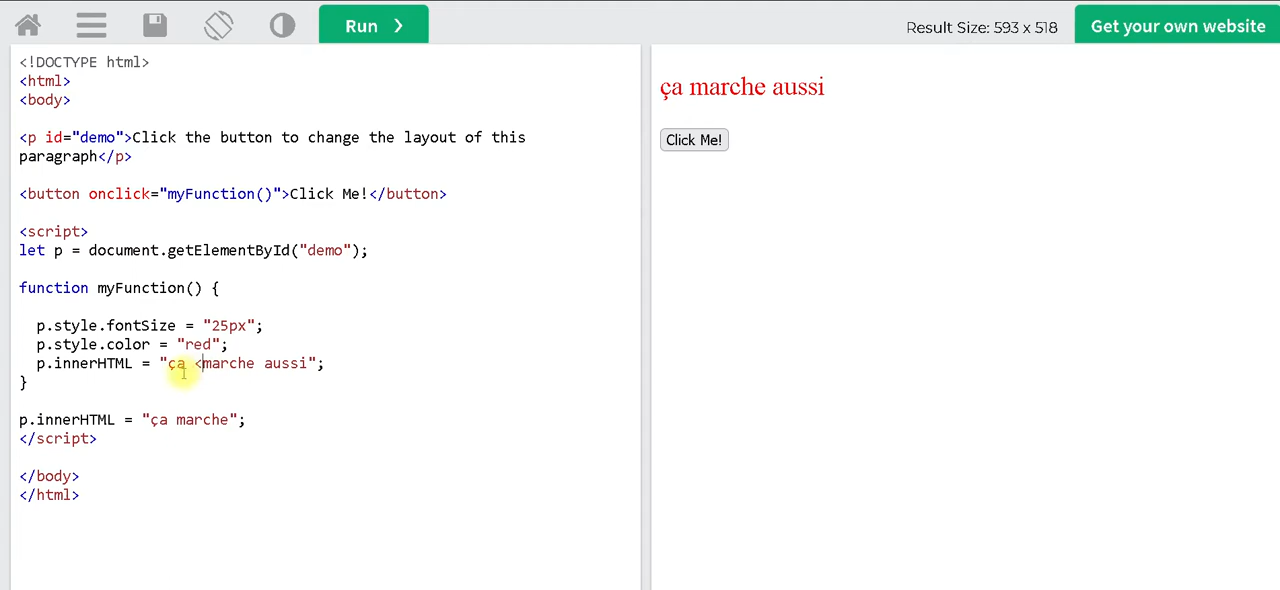 Run ❯
Result Size: 593 x 518
Get your own website
<!DOCTYPE html>
<html>
<body>
<p id="demo">Click the button to change the layout of this
paragraph</p>
<button onclick="myFunction()">Click Me!</button>
<script>
let p = document.getElementById("demo");
function myFunction() {
p.style.fontSize = "25px";
p.style.color = "red";
p.innerHTML = "ça <marche aussi";
}
p.innerHTML = "ça marche";
</script>
</body>
</html>
ça marche aussi
Click Me!